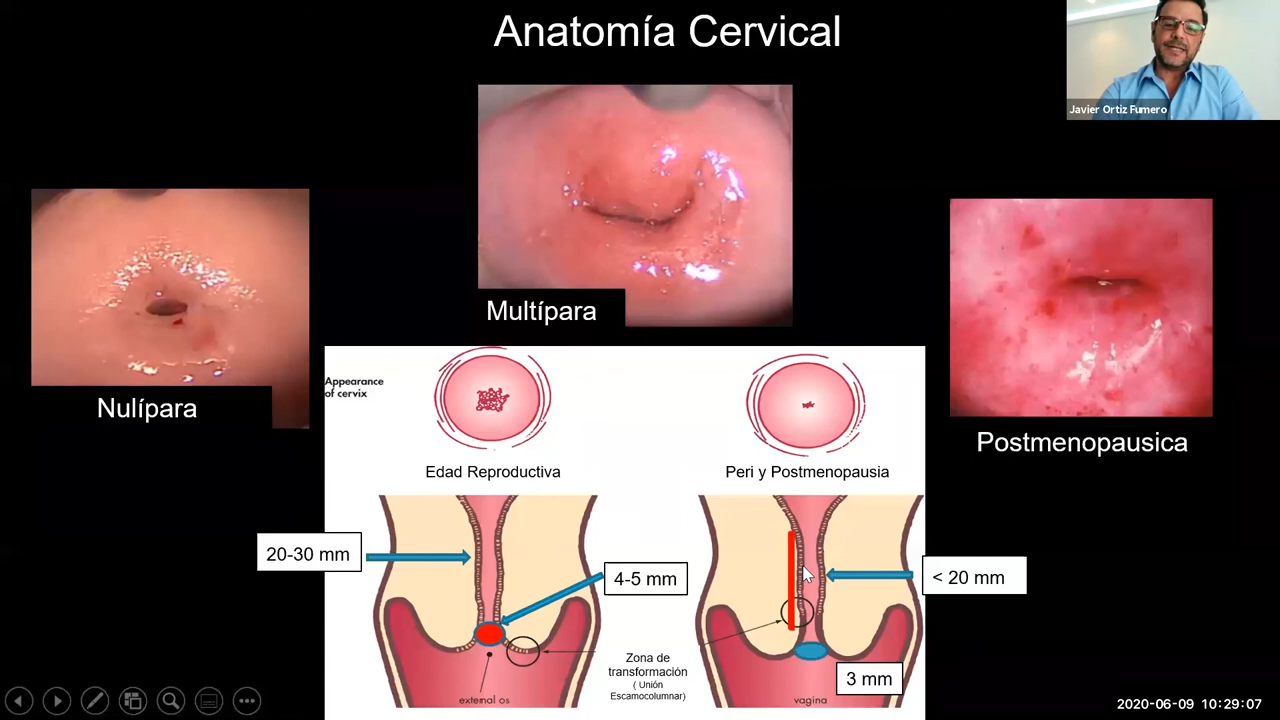 Anatomía Cervical
Javier Ortiz Fumero
Multípara
Nulípara
Postmenopausica
Appearance
of cervix
Edad Reproductiva
Peri y Postmenopausia
20-30 mm
4-5 mm
< 20 mm
Zona de
transformación
( Unión
Escamocolumnar)
3 mm
external os
vagina
2020-06-09 10:29:07